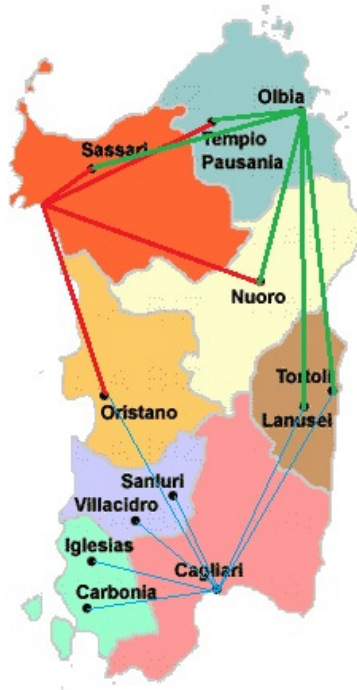 Olbia
Tempio
Pausania
Sassari
Nuoro
Tortolì
Lanusei
Oristano
Sanluri
Villacidro
Iglesias
Cagliari
Carbonia